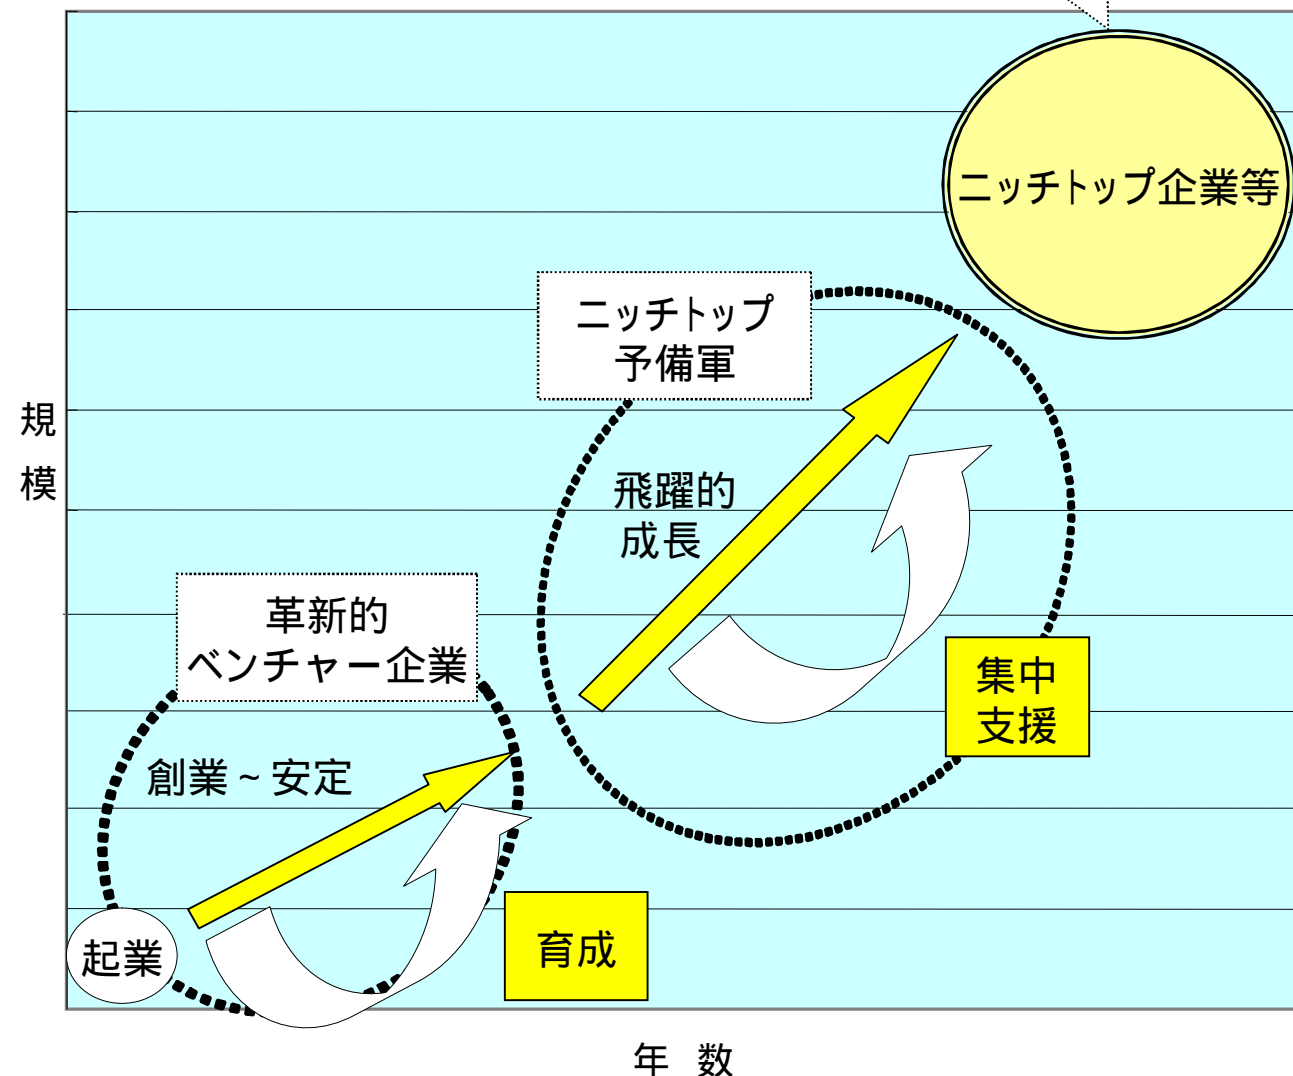 ニッチトップ企業等
ニッチトップ
予備軍
規
模
飛躍的
成長
革新的
ベンチャー企業
集中
支援
創業～安定
育成
起業
年 数